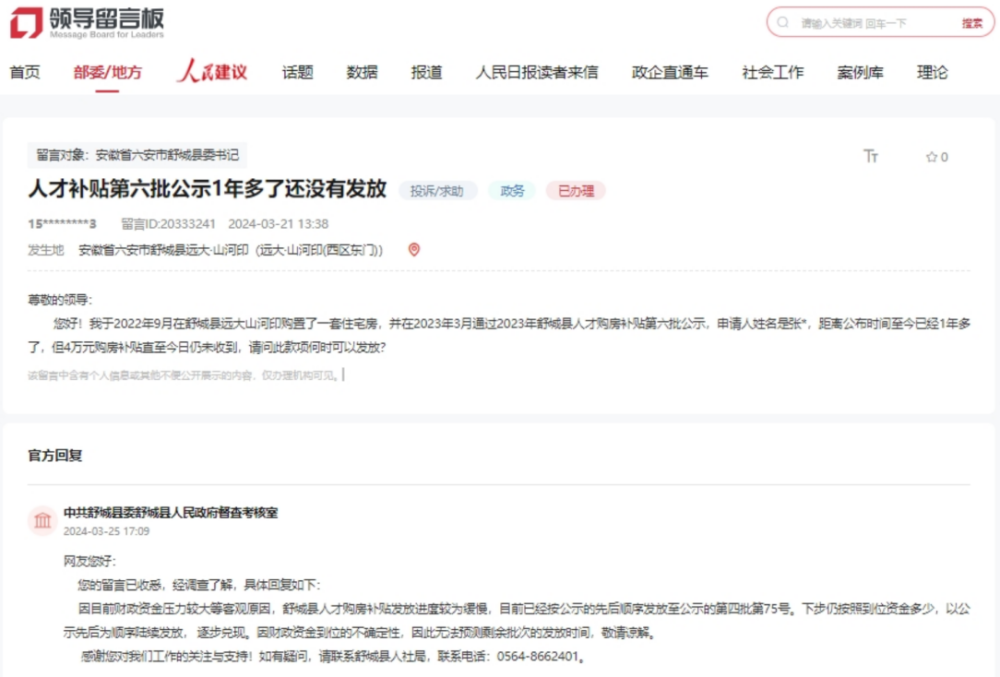 领导留言板
Message Board for Leaders
请输入关键词 回车一下
搜索
首页 部委/地方 人民建议 话题 数据 报道 人民日报读者来信 政企直通车 社会工作 案例库 理论
留言对象：安徽省六安市舒城县委书记
TT ☆0
人才补贴第六批公示1年多了还没有发放 投诉/求助 政务 已办理
15********3 留言ID:20333241 2024-03-21 13:38
发生地 安徽省六安市舒城县远大·山河印（远大·山河印(西区东门)）
尊敬的领导：
您好！我于2022年9月在舒城县远大山河印购置了一套住宅房，并在2023年3月通过2023年舒城县人才购房补贴第六批公示，申请人姓名是张*，距离公布时间至今已经1年多
了，但4万元购房补贴直至今日仍未收到，请问此款项何时可以发放？
该留言中含有个人信息或其他不便公开展示的内容，仅办理机构可见。
官方回复
中共舒城县委舒城县人民政府督查考核室
2024-03-25 17:09
网友您好：
您的留言已收悉，经调查了解，具体回复如下：
因目前财政资金压力较大等客观原因，舒城县人才购房补贴发放进度较为缓慢，目前已经按公示的先后顺序发放至公示的第四批第75号。下步仍按照到位资金多少，以公
示先后为顺序陆续发放，逐步兑现。因财政资金到位的不确定性，因此无法预测剩余批次的发放时间，敬请谅解。
感谢您对我们工作的关注与支持！如有疑问，请联系舒城县人社局，联系电话：0564-8662401。